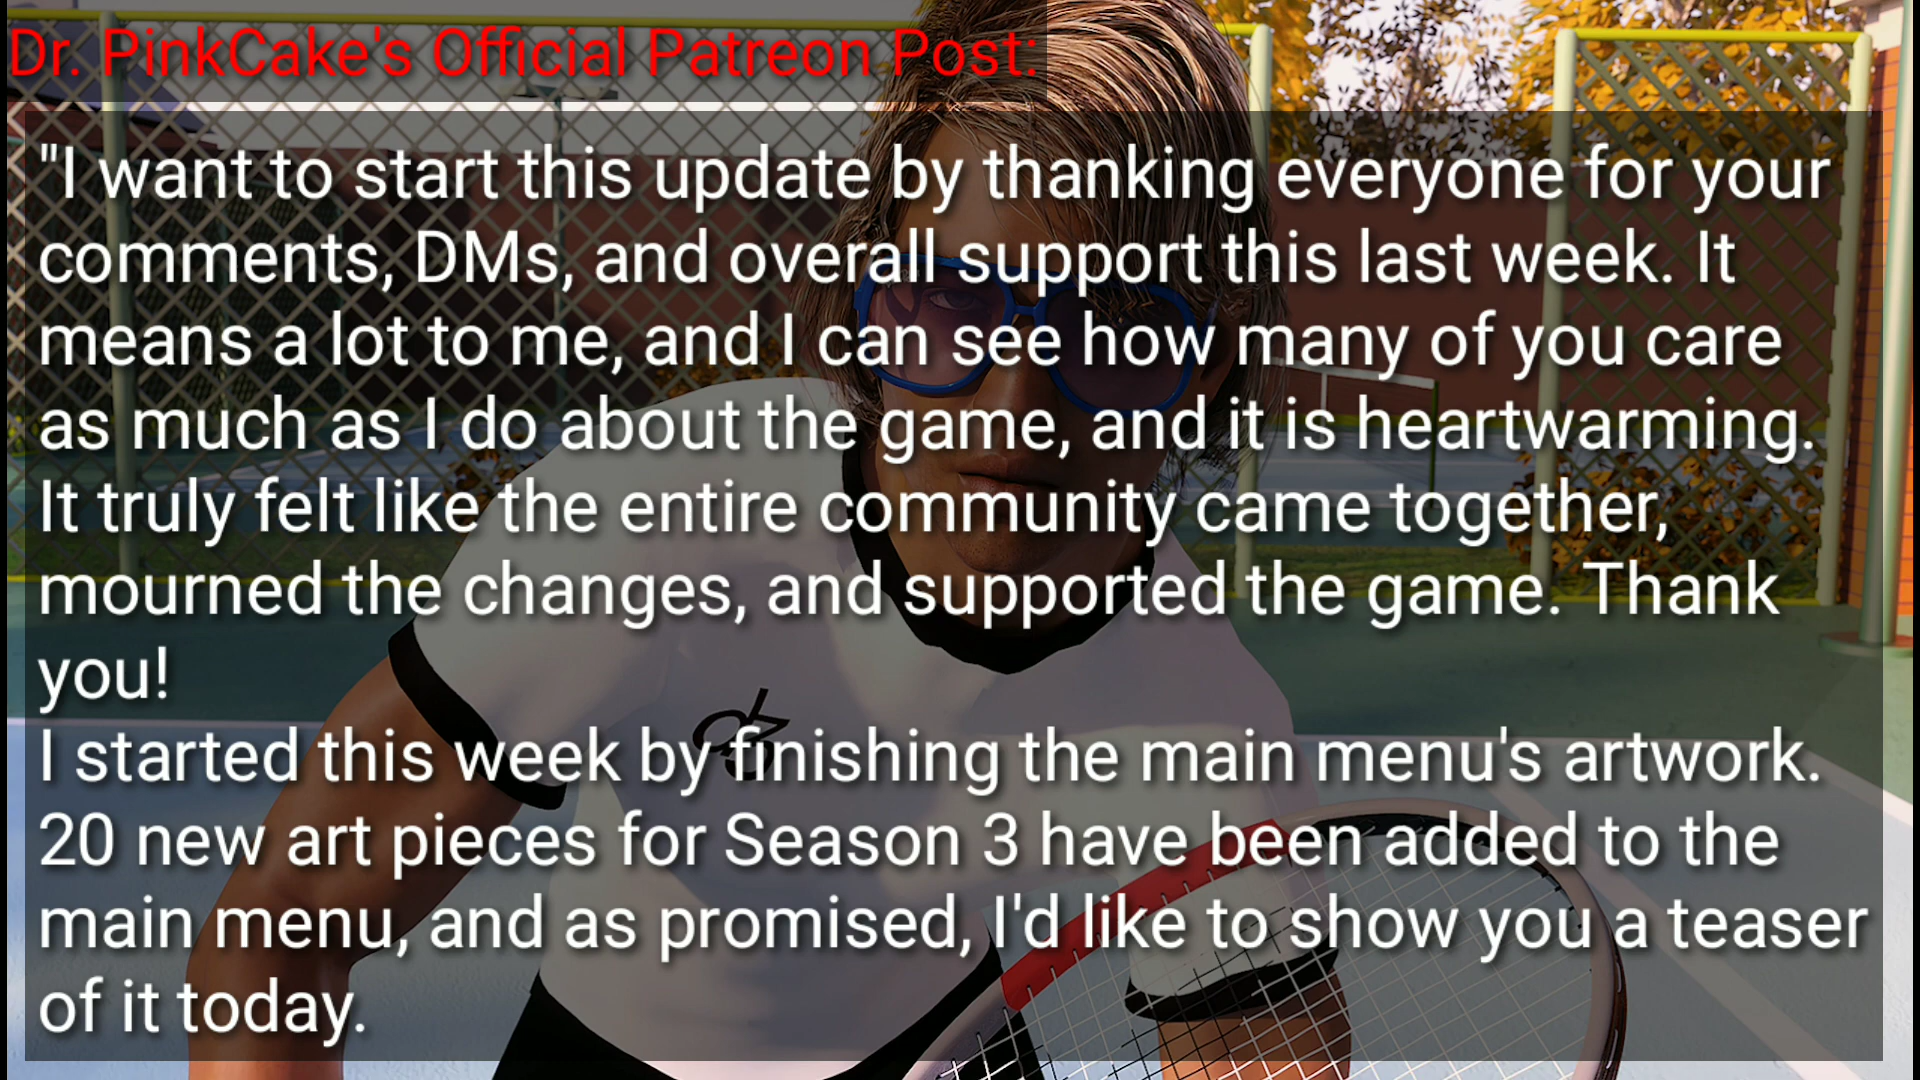 Dr. PinkCake's Official Patreon Post:
"I want to start this update by thanking everyone for your
comments, DMs, and overall support this last week. It
means a lot to me, and I can see how many of you care
as much as I do about the game, and it is heartwarming.
It truly felt like the entire community came together,
mourned the changes, and supported the game. Thank
you!
I started this week by finishing the main menu's artwork.
20 new art pieces for Season 3 have been added to the
main menu, and as promised, I'd like to show you a teaser
of it today.